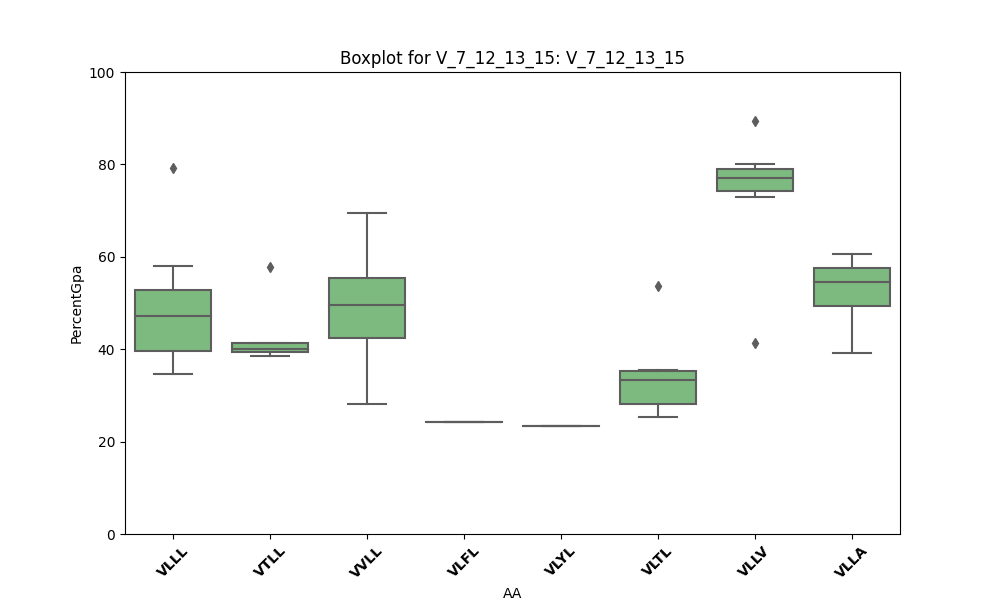 Boxplot for V_7_12_13_15: V_7_12_13_15
100
80
60
40
20
0
PercentGpa
VLLL VTLL VVLL VLFL VLYL VLTL VLLV VLLA
AA